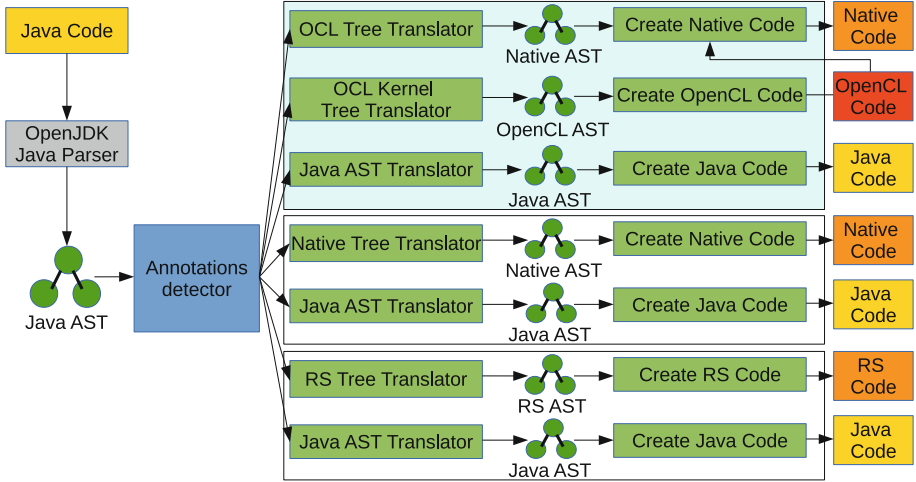 Java Code
OpenJDK
Java Parser
Java AST
Annotations
detector
OCL Tree Translator
Native AST
Create Native Code
Native
Code
OCL Kernel
Tree Translator
OpenCL AST
Create OpenCL Code
OpenCL
Code
Java AST Translator
Java AST
Create Java Code
Java
Code
Native Tree Translator
Native AST
Create Native Code
Native
Code
Java AST Translator
Java AST
Create Java Code
Java
Code
RS Tree Translator
RS AST
Create RS Code
RS
Code
Java AST Translator
Java AST
Create Java Code
Java
Code